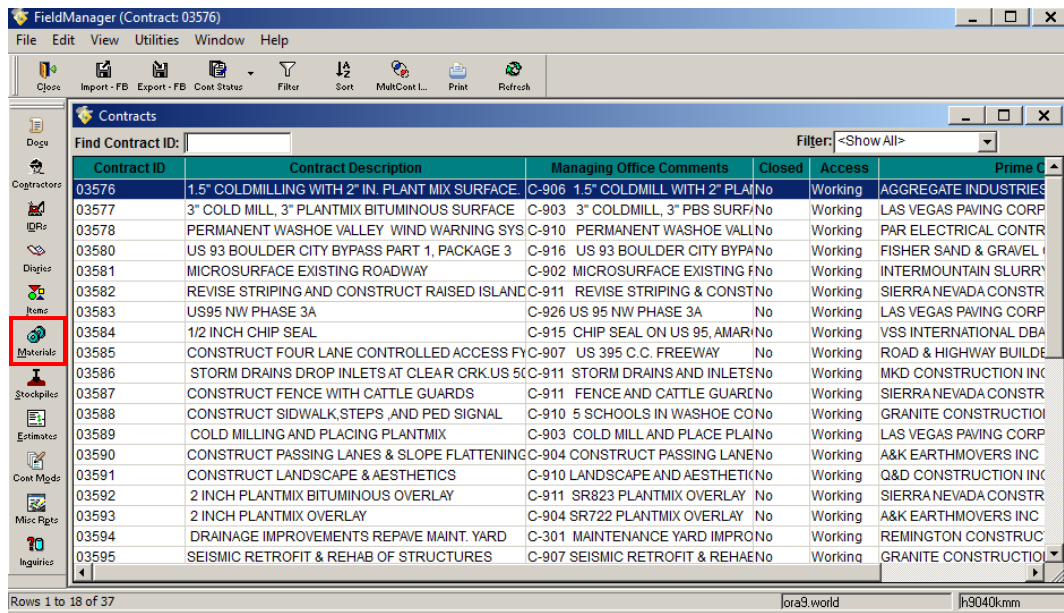 FieldManager (Contract: 03576)
File Edit View Utilities Window Help
Close Import - FB Export - FB Cont Status Filter Sort MultCont I... Print Refresh
Contracts
Find Contract ID: Filter: <Show All>
Contract ID Contract Description Managing Office Comments Closed Access Prime C
03576 1.5" COLDMILLING WITH 2" IN. PLANT MIX SURFACE. C-906 1.5" COLDMILL WITH 2" PLAN No Working AGGREGATE INDUSTRIES
03577 3" COLD MILL, 3" PLANTMIX BITUMINOUS SURFACE C-903 3" COLDMILL, 3" PBS SURFA No Working LAS VEGAS PAVING CORP
03578 PERMANENT WASHOE VALLEY WIND WARNING SYS C-910 PERMANENT WASHOE VALL No Working PAR ELECTRICAL CONTR
03580 US 93 BOULDER CITY BYPASS PART 1, PACKAGE 3 C-916 US 93 BOULDER CITY BYPA No Working FISHER SAND & GRAVEL
03581 MICROSURFACE EXISTING ROADWAY C-902 MICROSURFACE EXISTING R No Working INTERMOUNTAIN SLURRY
03582 REVISE STRIPING AND CONSTRUCT RAISED ISLAND C-911 REVISE STRIPING & CONST No Working SIERRA NEVADA CONSTR
03583 US95 NW PHASE 3A C-926 US 95 NW PHASE 3A No Working LAS VEGAS PAVING CORP
03584 1/2 INCH CHIP SEAL C-915 CHIP SEAL ON US 95, AMAR No Working VSS INTERNATIONAL DBA
03585 CONSTRUCT FOUR LANE CONTROLLED ACCESS FY C-907 US 395 C.C. FREEWAY No Working ROAD & HIGHWAY BUILDE
03586 STORM DRAINS DROP INLETS AT CLEAR CRK.US 50 C-911 STORM DRAINS AND INLETS No Working MKD CONSTRUCTION INC
03587 CONSTRUCT FENCE WITH CATTLE GUARDS C-911 FENCE AND CATTLE GUARD No Working SIERRA NEVADA CONSTR
03588 CONSTRUCT SIDWALK,STEPS ,AND PED SIGNAL C-910 5 SCHOOLS IN WASHOE CO No Working GRANITE CONSTRUCTIO
03589 COLD MILLING AND PLACING PLANTMIX C-903 COLD MILL AND PLACE PLA No Working LAS VEGAS PAVING CORP
03590 CONSTRUCT PASSING LANES & SLOPE FLATTENING C-904 CONSTRUCT PASSING LANE No Working A&K EARTHMOVERS INC
03591 CONSTRUCT LANDSCAPE & AESTHETICS C-910 LANDSCAPE AND AESTHETI No Working Q&D CONSTRUCTION INC
03592 2 INCH PLANTMIX BITUMINOUS OVERLAY C-911 SR823 PLANTMIX OVERLAY No Working SIERRA NEVADA CONSTR
03593 2 INCH PLANTMIX OVERLAY C-904 SR722 PLANTMIX OVERLAY No Working A&K EARTHMOVERS INC
03594 DRAINAGE IMPROVEMENTS REPAVE MAINT. YARD C-301 MAINTENANCE YARD IMPRO No Working REMINGTON CONSTRUC
03595 SEISMIC RETROFIT & REHAB OF STRUCTURES C-907 SEISMIC RETROFIT & REHAB No Working GRANITE CONSTRUCTIO
Docu
Contractors
IDRs
Diaries
Items
Materials
Stockpiles
Estimates
Cont Mods
Misc Rpts
Inquiries
Rows 1 to 18 of 37 ora9.world h9040kmm